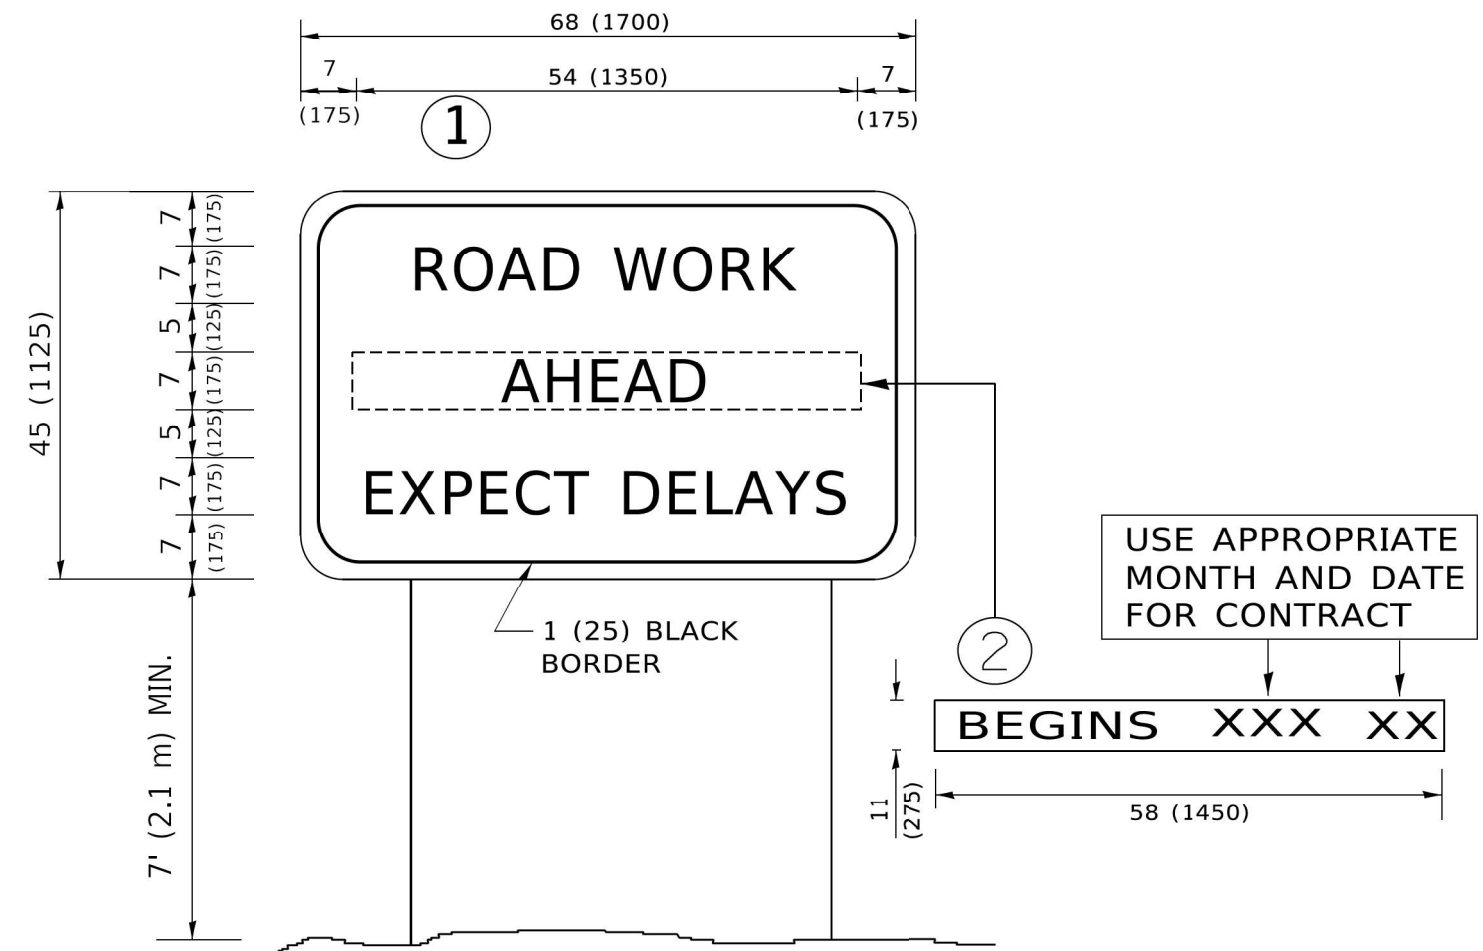 68 (1700)
7 54 (1350) 7
(175) (175)
1
7 (175)
7 (175)
5 (125)
7 (175)
5 (125)
7 (175)
7 (175)
45 (1125)
ROAD WORK
AHEAD
EXPECT DELAYS
1 (25) BLACK
BORDER
7' (2.1 m) MIN.
USE APPROPRIATE
MONTH AND DATE
FOR CONTRACT
2
BEGINS XXX XX
11
(275)
58 (1450)